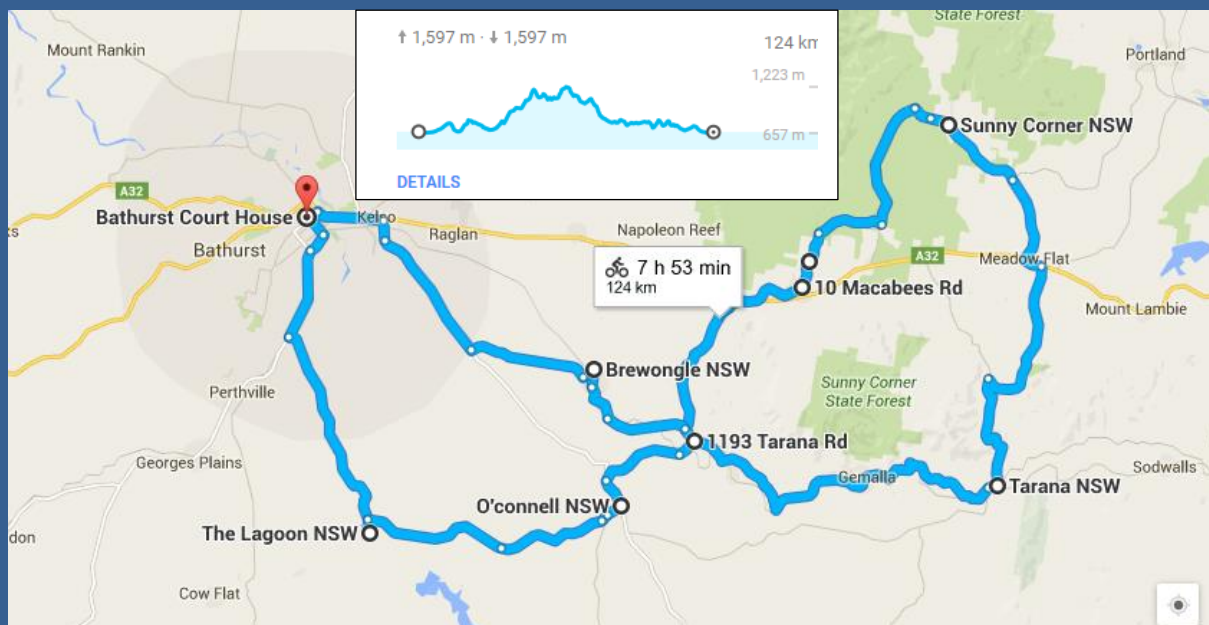 State Forest
Mount Rankin
↑ 1,597 m · ↓ 1,597 m
124 km
1,223 m
657 m
DETAILS
Portland
Sunny Corner NSW
A32
Bathurst Court House
Kelso
Bathurst
Raglan
Napoleon Reef
A32
Meadow Flat
7 h 53 min
124 km
10 Macabees Rd
Mount Lambie
Brewongle NSW
Perthville
Sunny Corner
State Forest
1193 Tarana Rd
Georges Plains
Gemalla
Sodwalls
Tarana NSW
O'connell NSW
The Lagoon NSW
don
Cow Flat